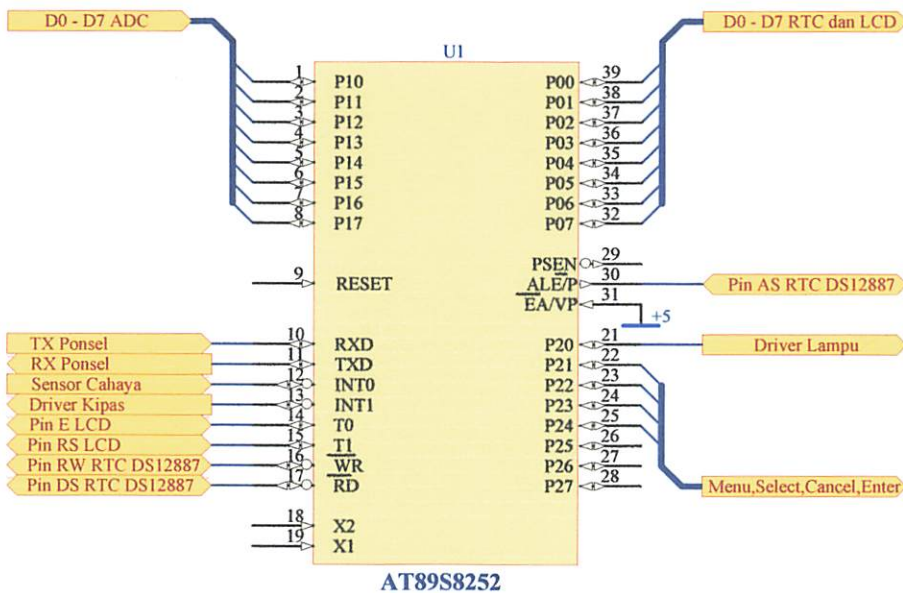 D0 - D7 ADC
D0 - D7 RTC dan LCD
U1
1 P10 P00 39
2 P11 P01 38
3 P12 P02 37
4 P13 P03 36
5 P14 P04 35
6 P15 P05 34
7 P16 P06 33
8 P17 P07 32
PSEN 29
9 RESET ALE/P 30 Pin AS RTC DS12887
EA/VP 31
+5
TX Ponsel 10 RXD P20 21 Driver Lampu
RX Ponsel 11 TXD P21 22
Sensor Cahaya 12 INT0 P22 23
Driver Kipas 13 INT1 P23 24
Pin E LCD 14 T0 P24 25
Pin RS LCD 15 T1 P25 26
Pin RW RTC DS12887 16 WR P26 27
Pin DS RTC DS12887 17 RD P27 28 Menu,Select,Cancel,Enter
18 X2
19 X1
AT89S8252